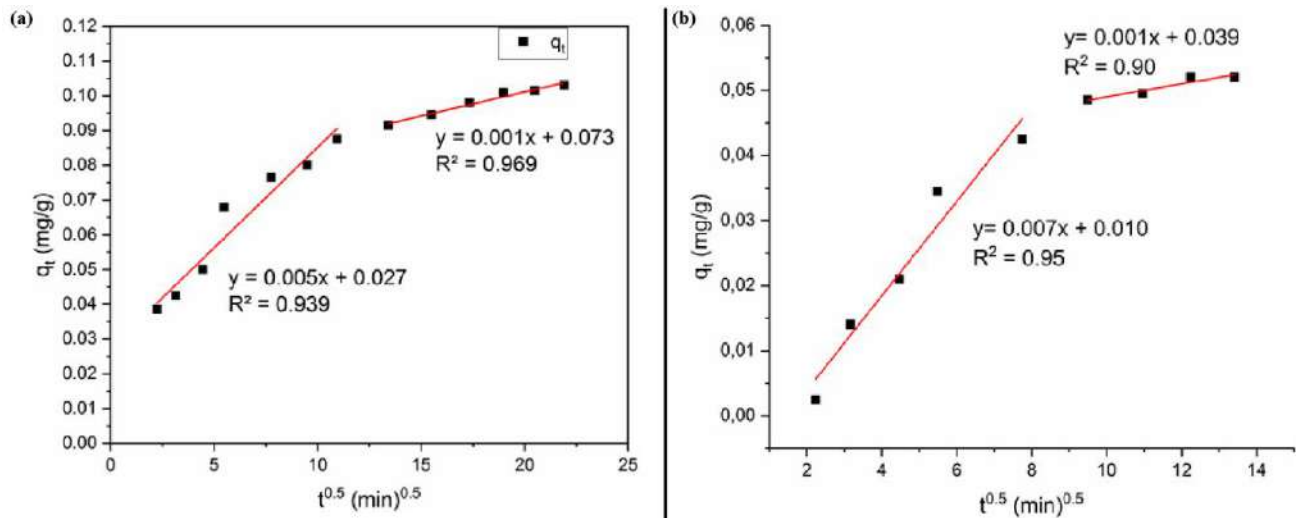 (a)
0.12
0.11
0.10
0.09
0.08
0.07
0.06
0.05
0.04
0.03
0.02
0.01
0.00
qt (mg/g)
qt
y = 0.001x + 0.073
R² = 0.969
y = 0.005x + 0.027
R² = 0.939
0 5 10 15 20 25
t^0.5 (min)^0.5
(b)
0,06
0,05
0,04
0,03
0,02
0,01
0,00
qt (mg/g)
y= 0.001x + 0.039
R² = 0.90
y= 0.007x + 0.010
R² = 0.95
2 4 6 8 10 12 14
t^0.5 (min)^0.5